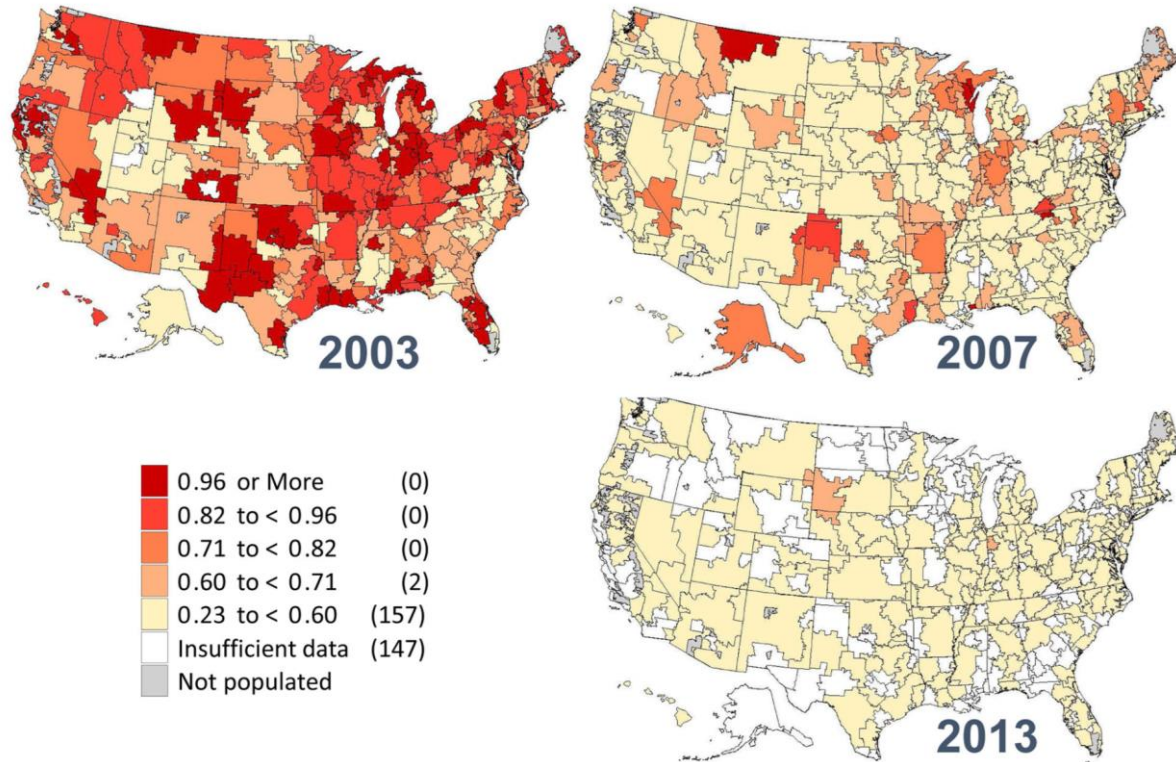 2003
2007
0.96 or More (0)
0.82 to < 0.96 (0)
0.71 to < 0.82 (0)
0.60 to < 0.71 (2)
0.23 to < 0.60 (157)
Insufficient data (147)
Not populated
2013